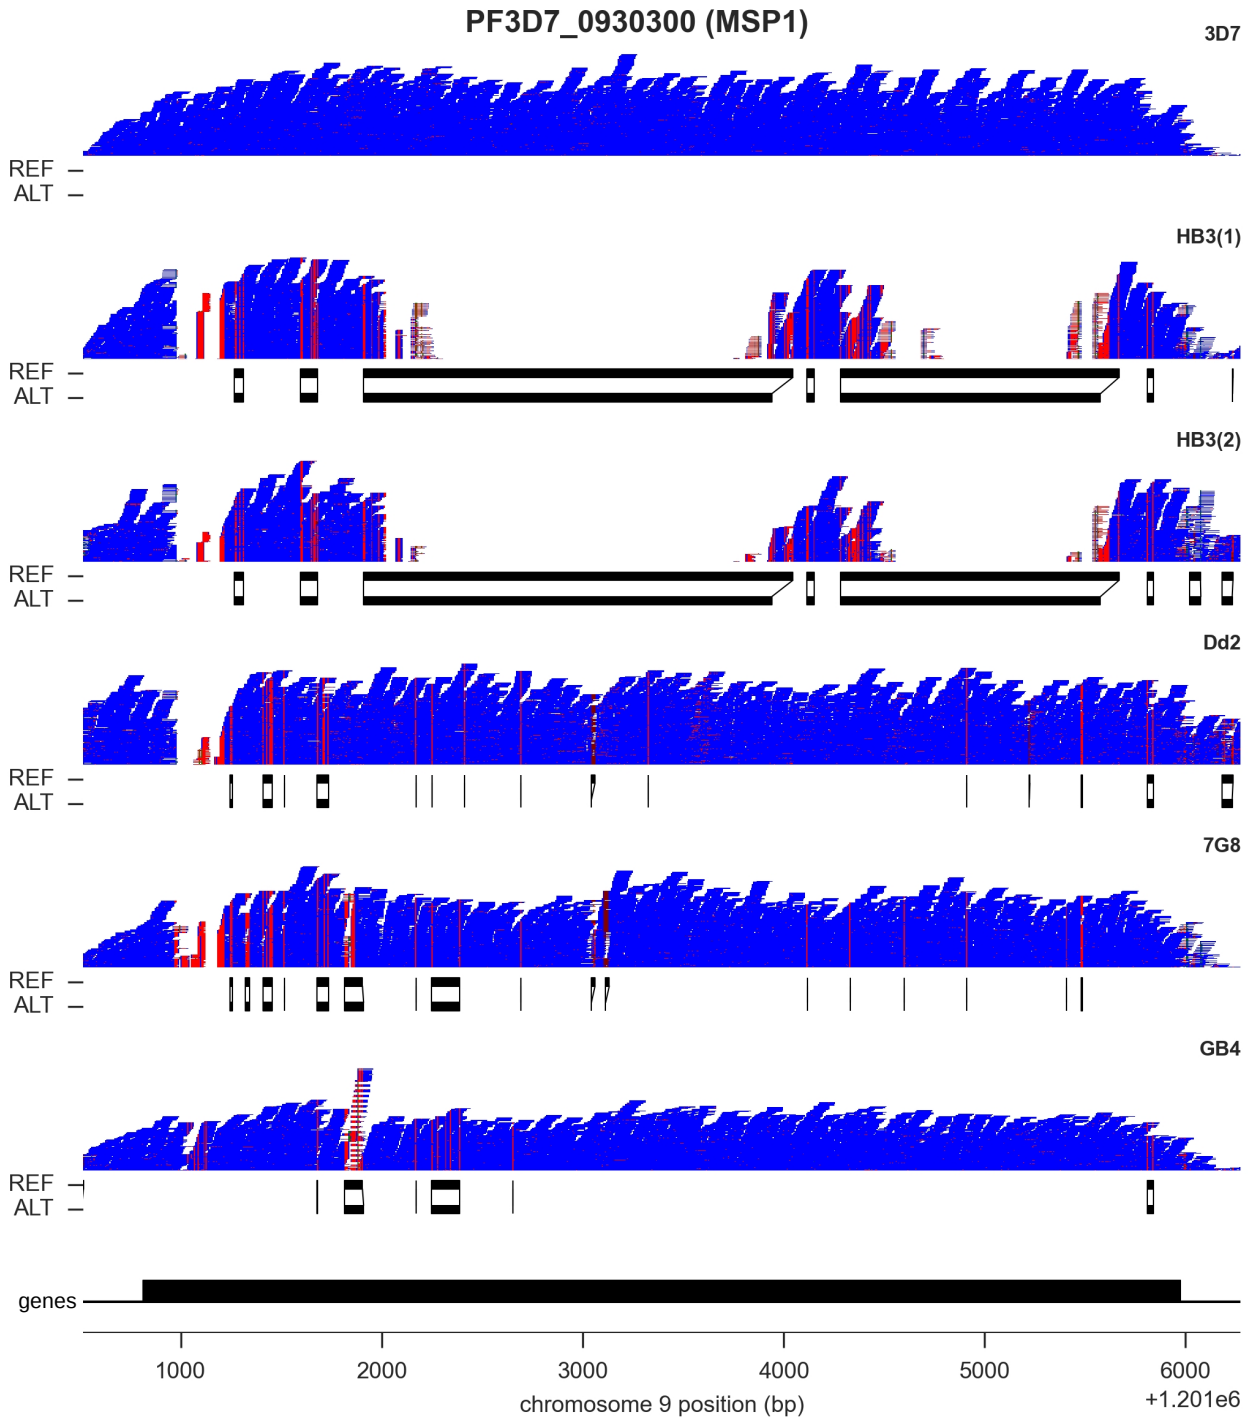 PF3D7_0930300 (MSP1)
3D7
REF
ALT
HB3(1)
REF
ALT
HB3(2)
REF
ALT
Dd2
REF
ALT
7G8
REF
ALT
GB4
REF
ALT
genes
1000 2000 3000 4000 5000 6000
chromosome 9 position (bp)
+1.201e6